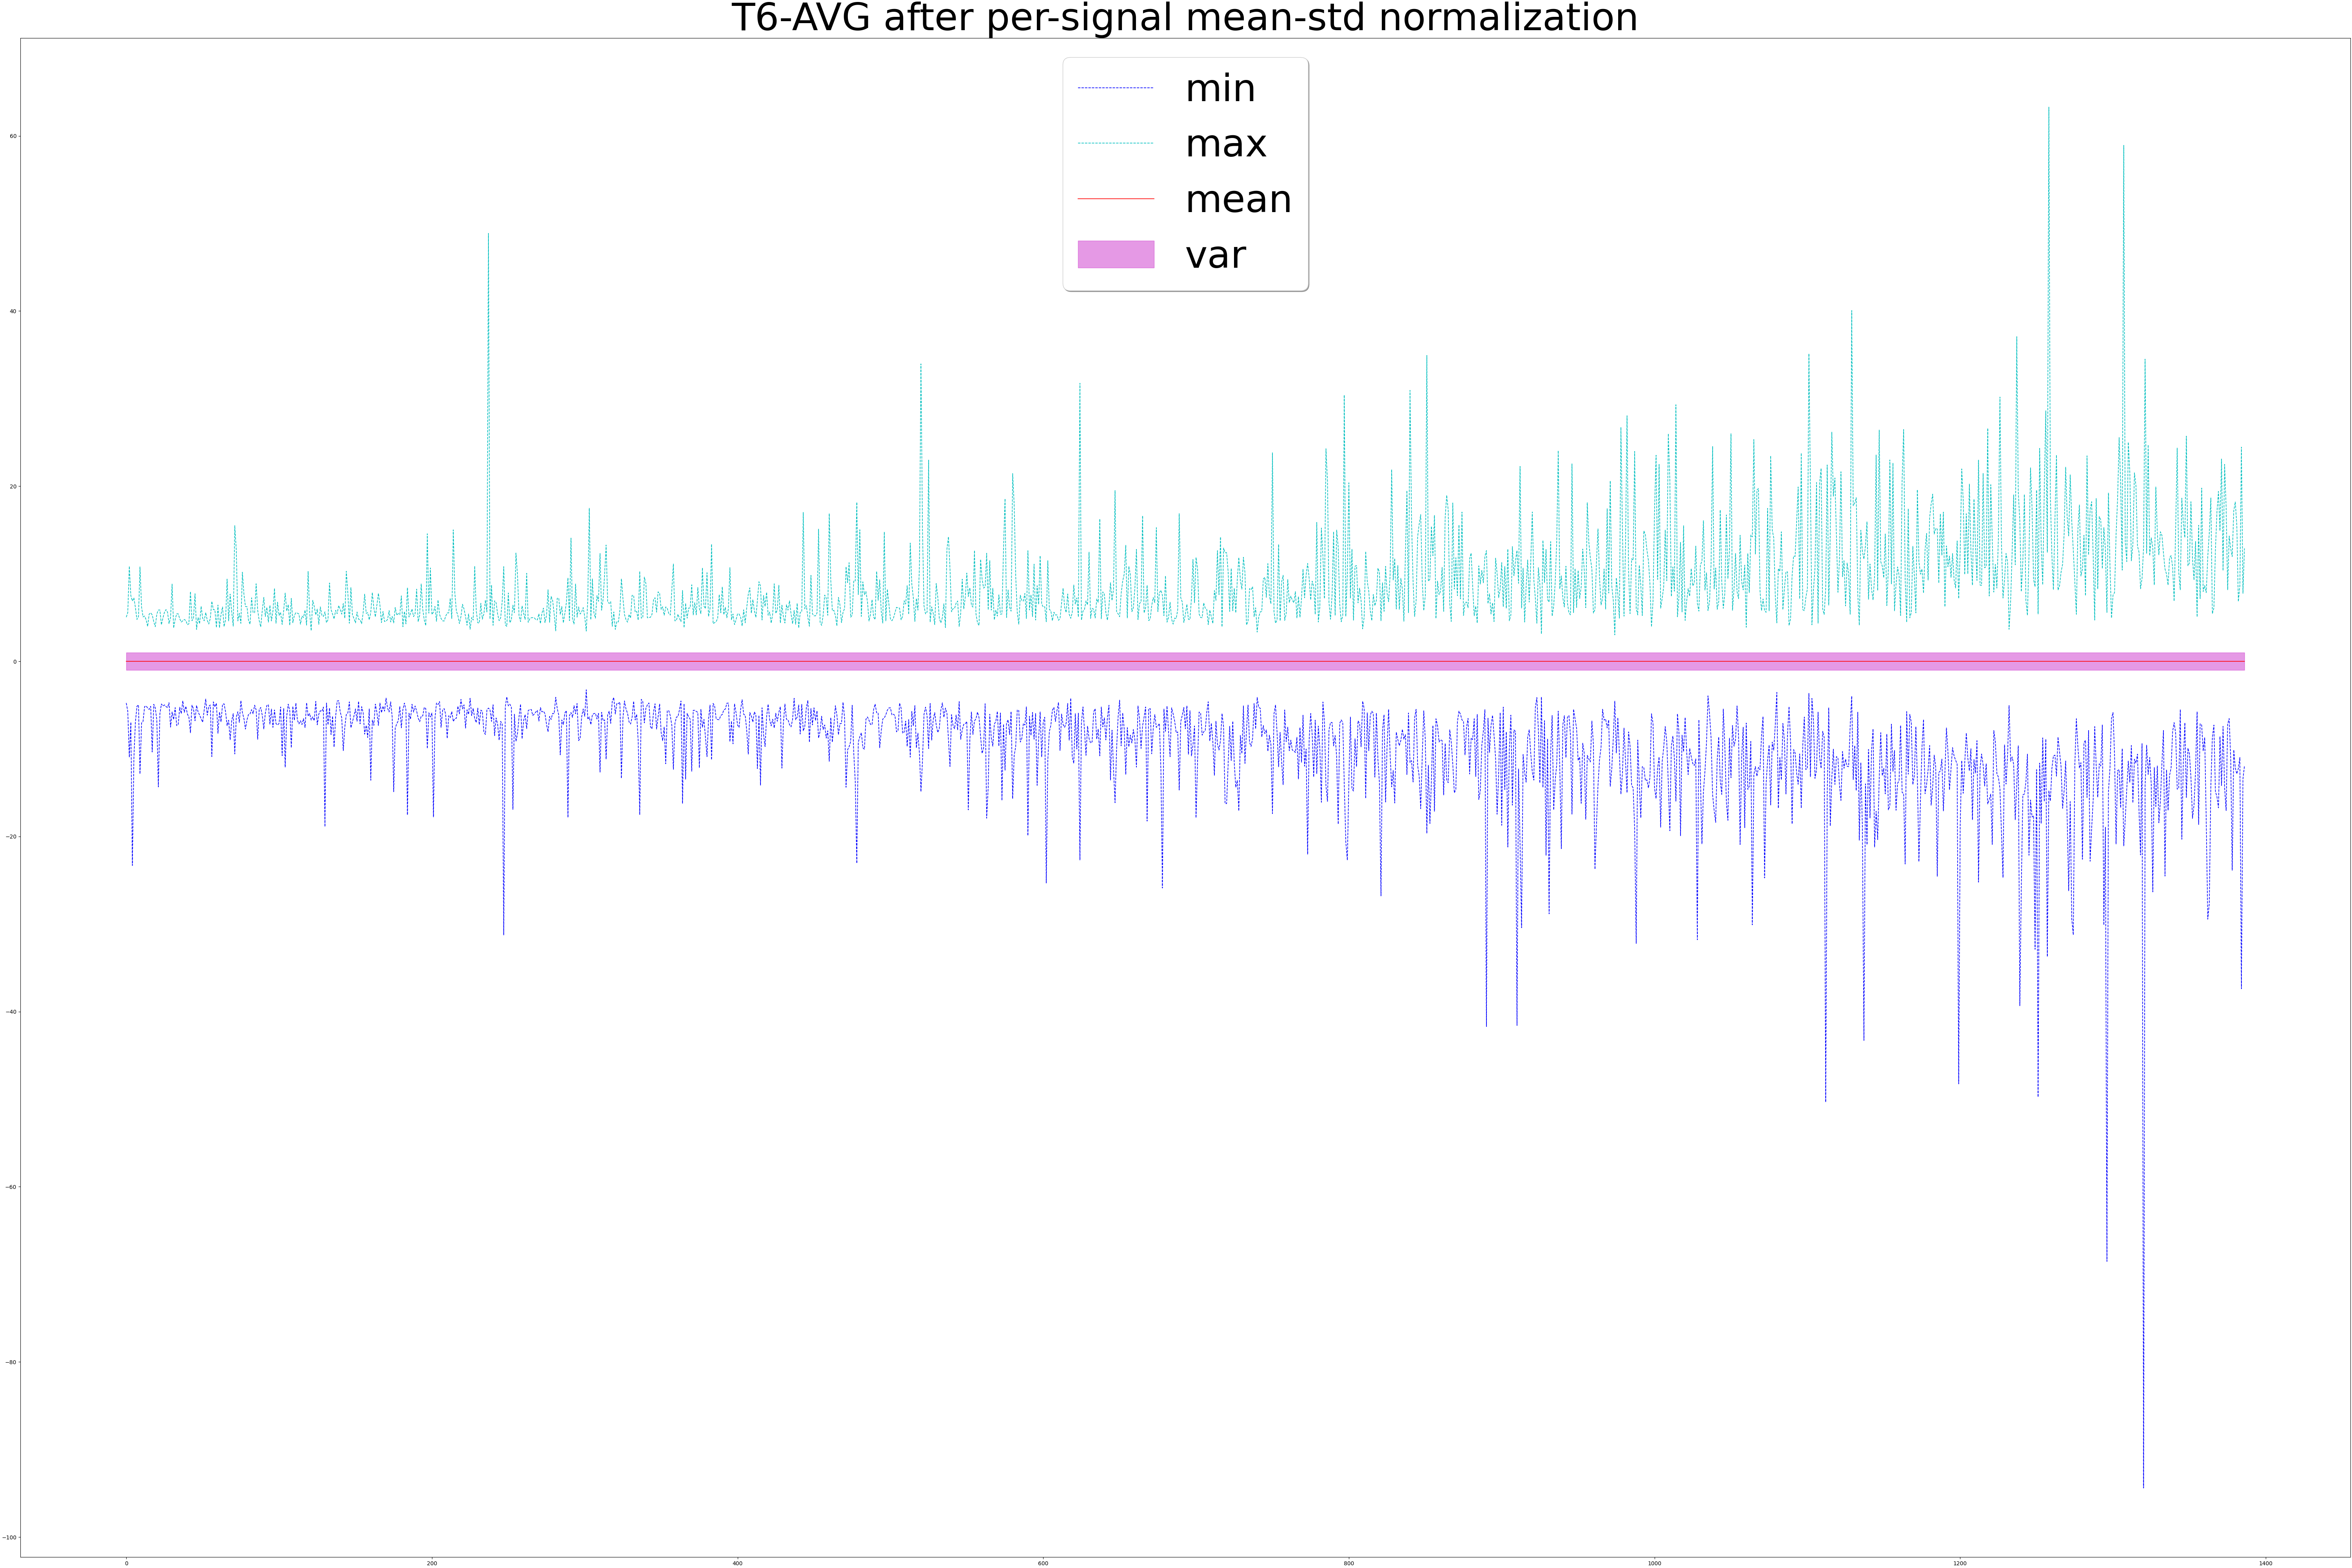 T6-AVG after per-signal mean-std normalization
min
max
mean
var
60
40
20
0
−20
−40
−60
−80
−100
0 200 400 600 800 1000 1200 1400